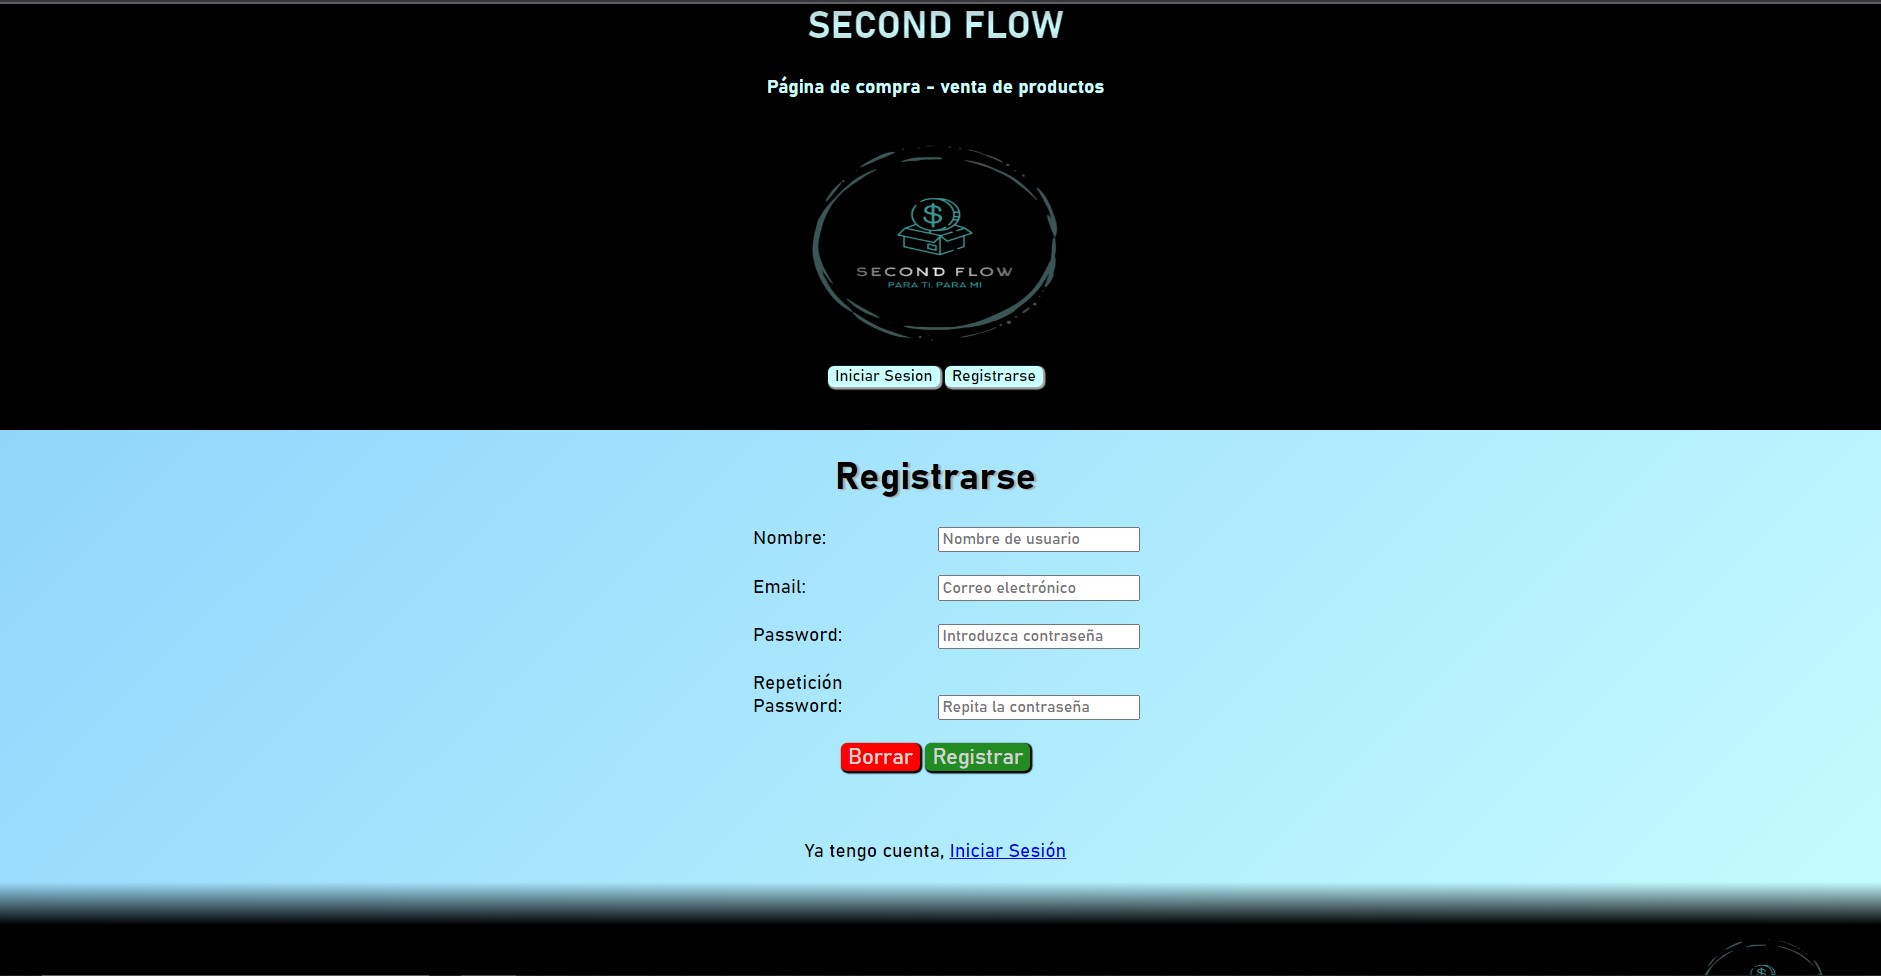 SECOND FLOW
Página de compra - venta de productos
$
SECOND FLOW
PARA TI, PARA MI
Iniciar Sesion Registrarse
Registrarse
Nombre: Nombre de usuario
Email: Correo electrónico
Password: Introduzca contraseña
Repetición
Password: Repita la contraseña
Borrar Registrar
Ya tengo cuenta, Iniciar Sesión
$